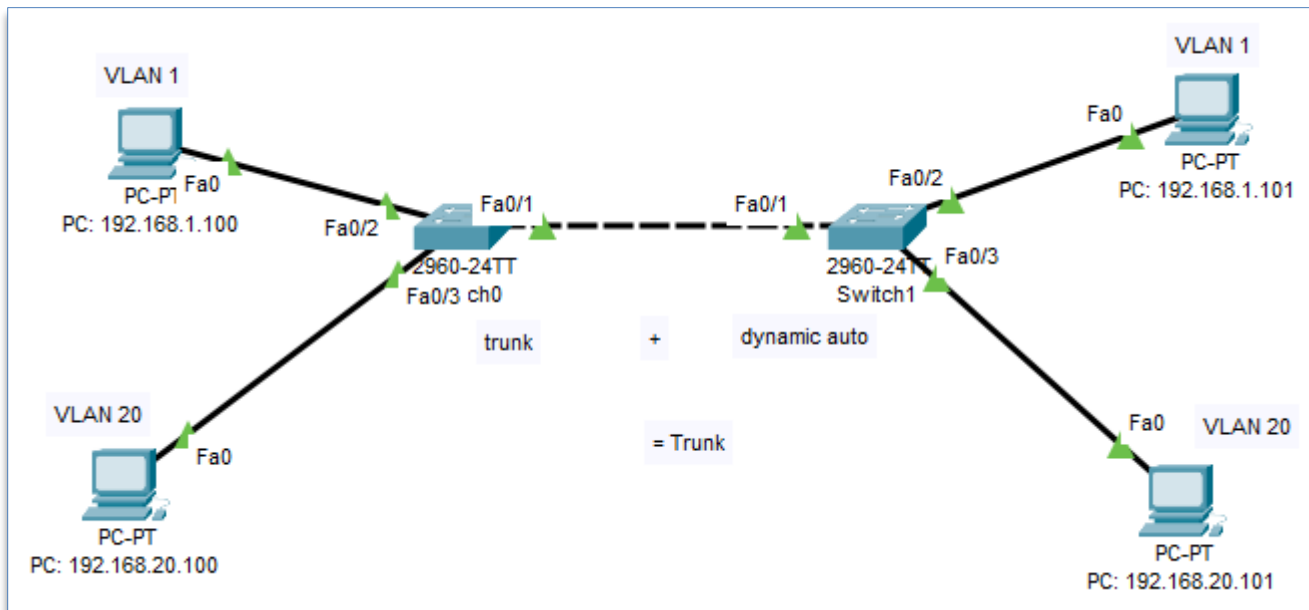 VLAN 1
PC-PT
Fa0
PC: 192.168.1.100
Fa0/2
Fa0/1
2960-24TT
Fa0/3 ch0
VLAN 20
Fa0
PC-PT
PC: 192.168.20.100
trunk + dynamic auto
= Trunk
VLAN 1
Fa0
PC-PT
PC: 192.168.1.101
Fa0/1
Fa0/2
2960-24TT
Switch1
Fa0/3
Fa0
VLAN 20
PC-PT
PC: 192.168.20.101